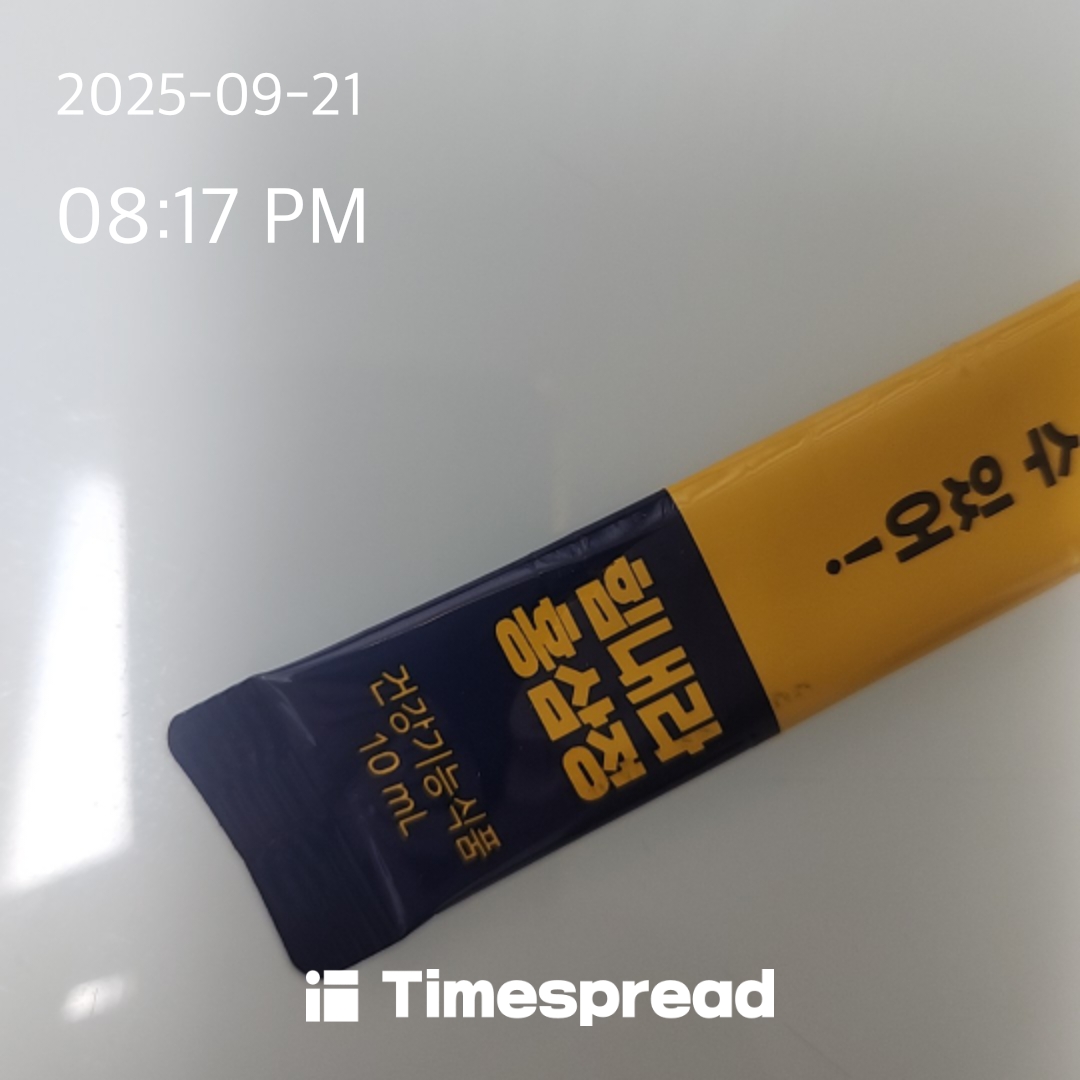 2025-09-21
08:17 PM
수 있어!
힘내라
홍삼정
건강기능식품
10 mL
Timespread